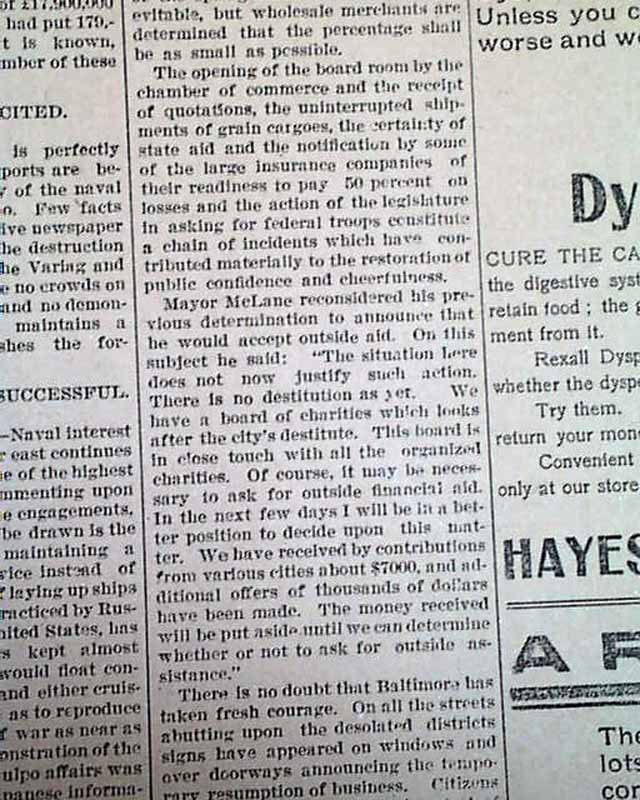 of £17,900,000
had put 179,-
t is known,
mber of these
CITED.
is perfectly
ports are be-
y of the naval
o. Few facts
ive newspaper
he destruction
he Variag and
e no crowds on
and no demon-
maintains a
shes the for-
SUCCESSFUL.
—Naval interest
r east continues
e of the highest
mmenting upon
e engagements,
be drawn is the
maintaining a
vice instead of
f laying up ships
racticed by Rus-
nited States, has
s kept almost
would float con-
and either cruis-
as to reproduce
f war as near as
onstration of the
ulpo affairs was
panese informa-
evitable, but wholesale merchants are
determined that the percentage shall
be as small as possible.
The opening of the board room by the
chamber of commerce and the receipt
of quotations, the uninterrupted ship-
ments of grain cargoes, the certainty of
state aid and the notification by some
of the large insurance companies of
their readiness to pay 50 percent on
losses and the action of the legislature
in asking for federal troops constitute
a chain of incidents which have con-
tributed materially to the restoration of
public confidence and cheerfulness.
Mayor McLane reconsidered his pre-
vious determination to announce that
he would accept outside aid. On this
subject he said: "The situation here
does not now justify such action.
There is no destitution as yet. We
have a board of charities which looks
after the city's destitute. This board is
in close touch with all the organized
charities. Of course, it may be neces-
sary to ask for outside financial aid.
In the next few days I will be in a bet-
ter position to decide upon this mat-
ter. We have received by contributions
from various cities about $7000, and ad-
ditional offers of thousands of dollars
have been made. The money received
will be put aside until we can determine
whether or not to ask for outside as-
sistance."
There is no doubt that Baltimore has
taken fresh courage. On all the streets
abutting upon the desolated districts
signs have appeared on windows and
over doorways announcing the tempo-
rary resumption of business. Citizens
Unless you c
worse and wo
Dy
CURE THE CA
the digestive syst
retain food ; the g
ment from it.
Rexall Dysp
whether the dyspe
Try them.
return your mone
Convenient
only at our store
HAYES
A F
The
lots
con